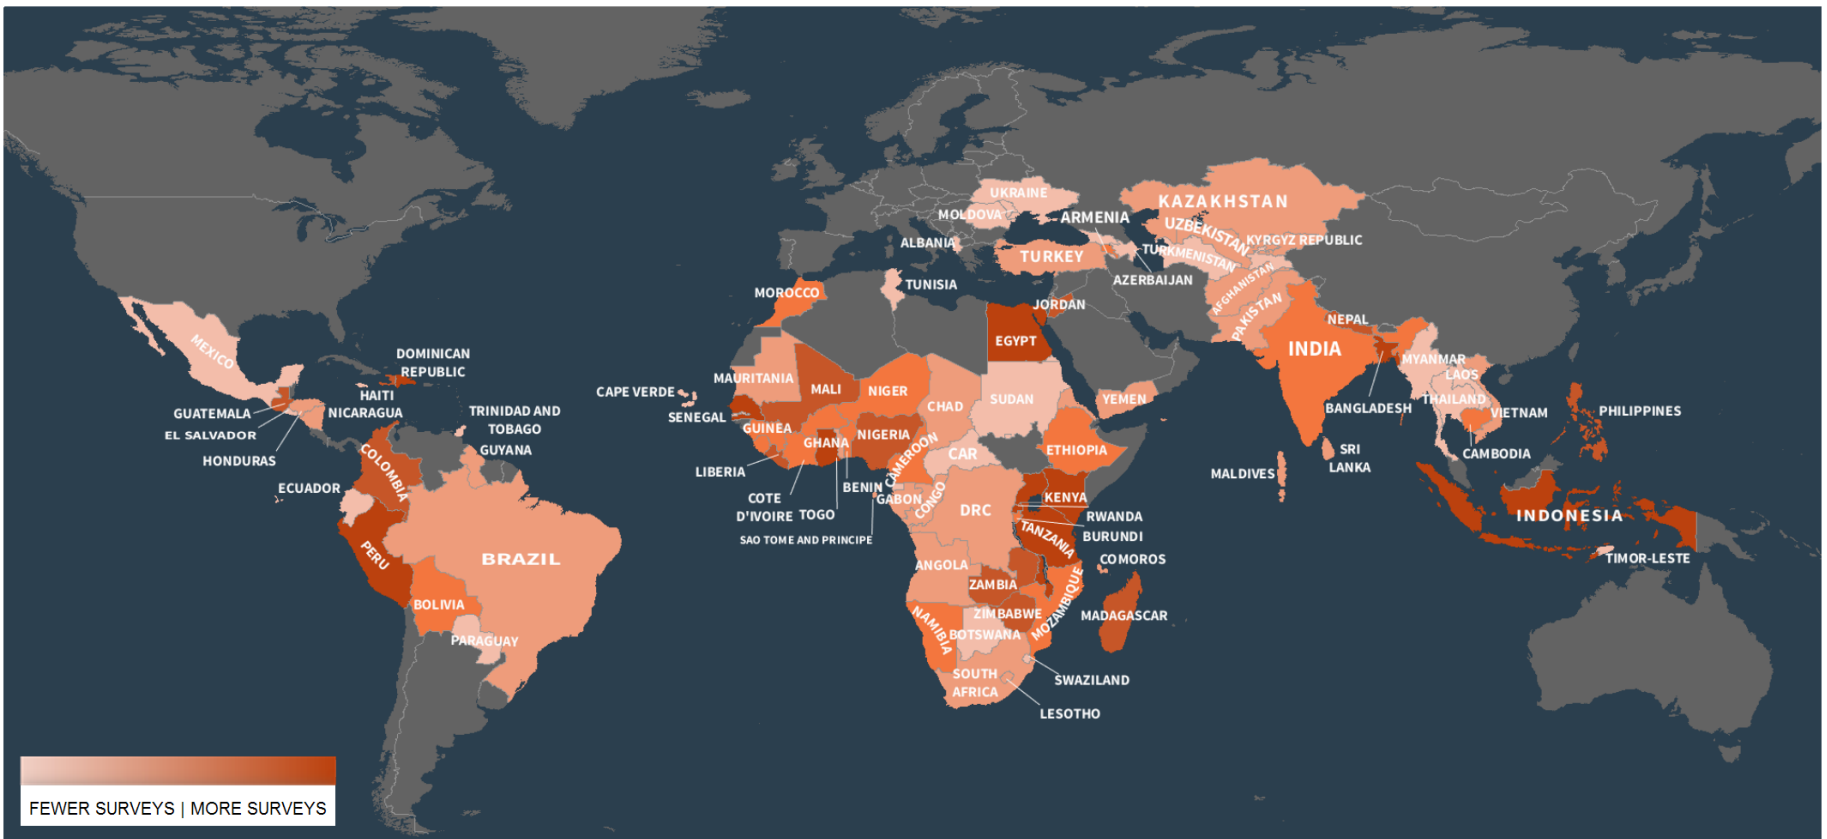 UKRAINE
KAZAKHSTAN
MOLDOVA
ARMENIA
UZBEKISTAN
KYRGYZ REPUBLIC
ALBANIA
TURKEY
TURKMENISTAN
AZERBAIJAN
AFGHANISTAN
TUNISIA
MOROCCO
JORDAN
PAKISTAN
NEPAL
EGYPT
INDIA
MEXICO
DOMINICAN
REPUBLIC
MYANMAR
LAOS
HAITI
CAPE VERDE
MAURITANIA
MALI
NIGER
CHAD
SUDAN
YEMEN
BANGLADESH
THAILAND
VIETNAM
PHILIPPINES
GUATEMALA
NICARAGUA
TRINIDAD AND
TOBAGO
SENEGAL
GUINEA
GHANA
NIGERIA
EL SALVADOR
GUYANA
HONDURAS
COLOMBIA
LIBERIA
CAMEROON
CAR
ETHIOPIA
SRI
LANKA
CAMBODIA
MALDIVES
ECUADOR
COTE
D'IVOIRE
TOGO
BENIN
GABON
CONGO
DRC
KENYA
RWANDA
BURUNDI
SAO TOME AND PRINCIPE
TANZANIA
INDONESIA
TIMOR-LESTE
PERU
BRAZIL
ANGOLA
COMOROS
ZAMBIA
BOLIVIA
ZIMBABWE
MOZAMBIQUE
MADAGASCAR
PARAGUAY
NAMIBIA
BOTSWANA
SOUTH
AFRICA
SWAZILAND
LESOTHO
FEWER SURVEYS | MORE SURVEYS